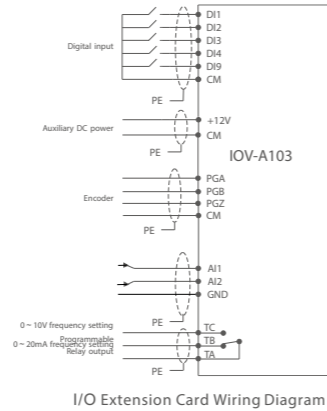 DI1
DI2
DI3
Digital input
DI4
DI9
CM
PE
+12V
Auxiliary DC power
CM
PE
IOV-A103
PGA
PGB
Encoder
PGZ
CM
PE
AI1
AI2
GND
PE
0 ~ 10V frequency setting
TC
Programmable
0 ~ 20mA frequency setting
TB
Relay output
TA
PE
I/O Extension Card Wiring Diagram